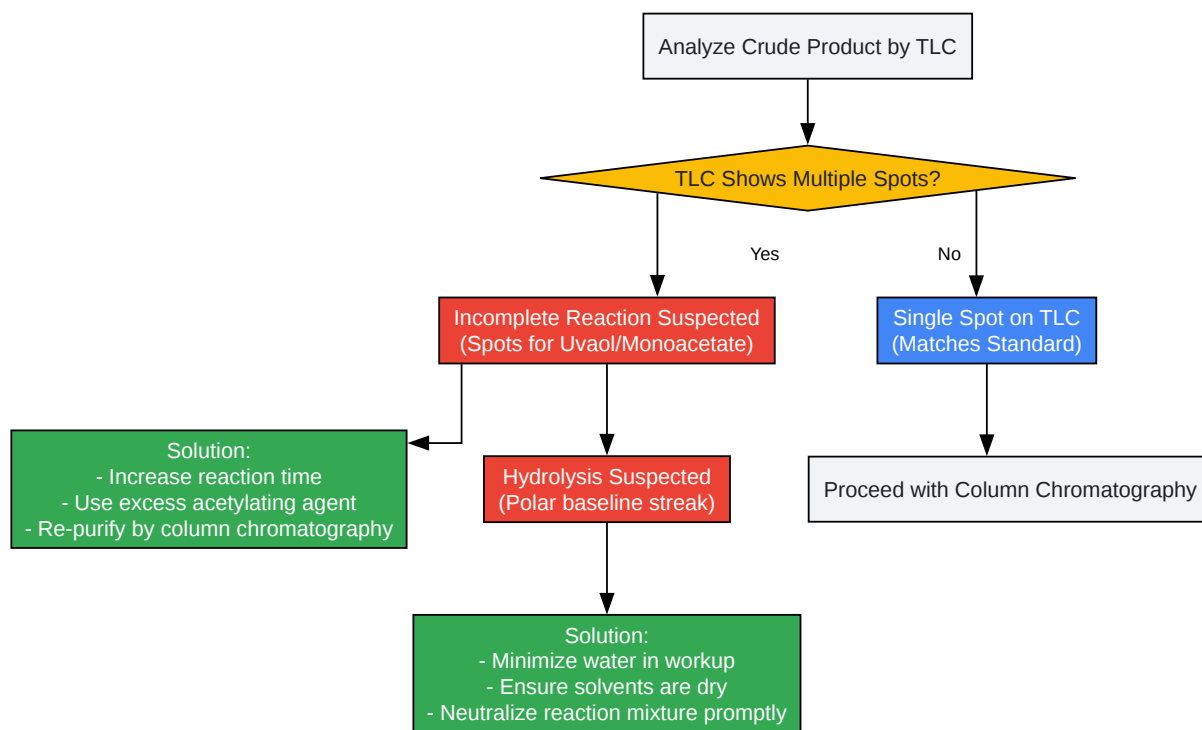 Analyze Crude Product by TLC
TLC Shows Multiple Spots?
Yes
No
Incomplete Reaction Suspected
(Spots for Uvaol/Monoacetate)
Single Spot on TLC
(Matches Standard)
Solution:
- Increase reaction time
- Use excess acetylating agent
- Re-purify by column chromatography
Hydrolysis Suspected
(Polar baseline streak)
Proceed with Column Chromatography
Solution:
- Minimize water in workup
- Ensure solvents are dry
- Neutralize reaction mixture promptly